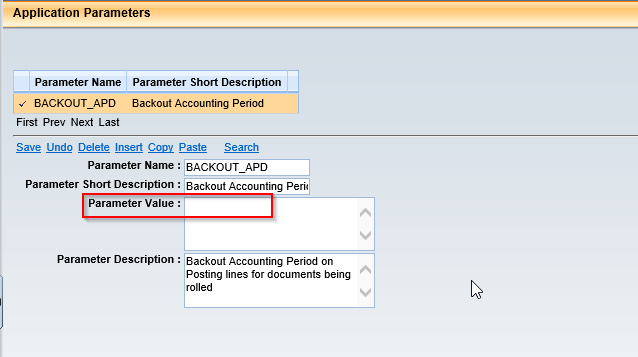 Application Parameters
Parameter Name Parameter Short Description
BACKOUT_APD Backout Accounting Period
First Prev Next Last
Save Undo Delete Insert Copy Paste Search
Parameter Name : BACKOUT_APD
Parameter Short Description : Backout Accounting Peri
Parameter Value :
Parameter Description : Backout Accounting Period on
Posting lines for documents being
rolled